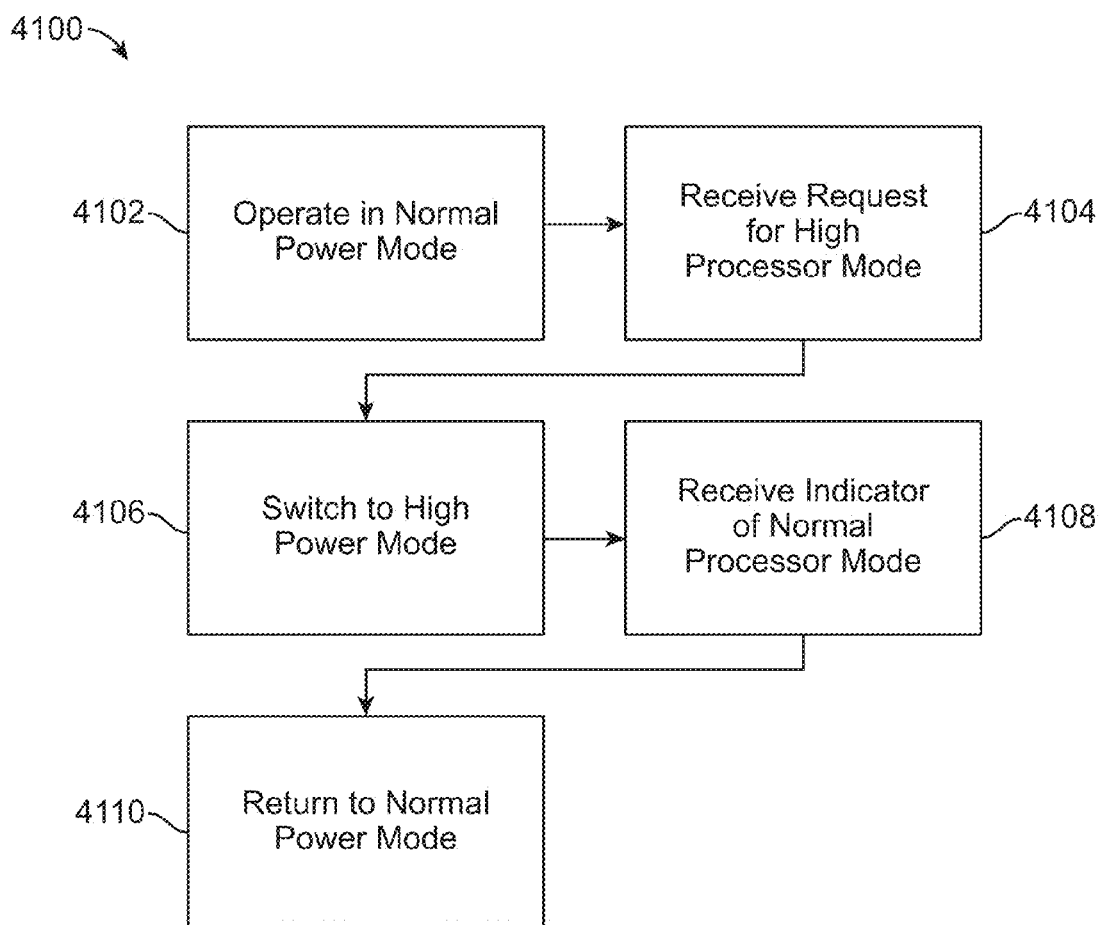 4100
4102
Operate in Normal
Power Mode
Receive Request
for High
Processor Mode
4104
4106
Switch to High
Power Mode
Receive Indicator
of Normal
Processor Mode
4108
4110
Return to Normal
Power Mode